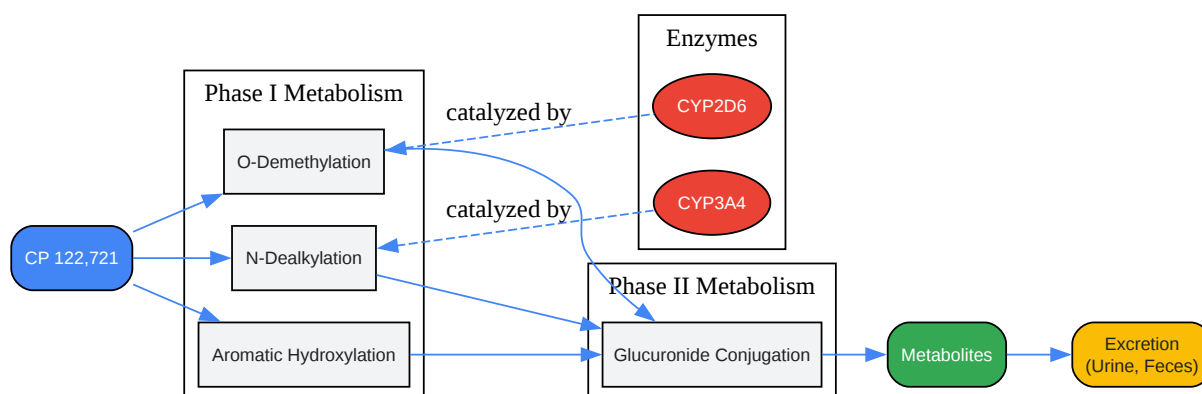 Enzymes
Phase I Metabolism
CYP2D6
catalyzed by
O-Demethylation
CYP3A4
catalyzed by
CP 122,721
N-Dealkylation
Phase II Metabolism
Aromatic Hydroxylation
Glucuronide Conjugation
Metabolites
Excretion
(Urine, Feces)